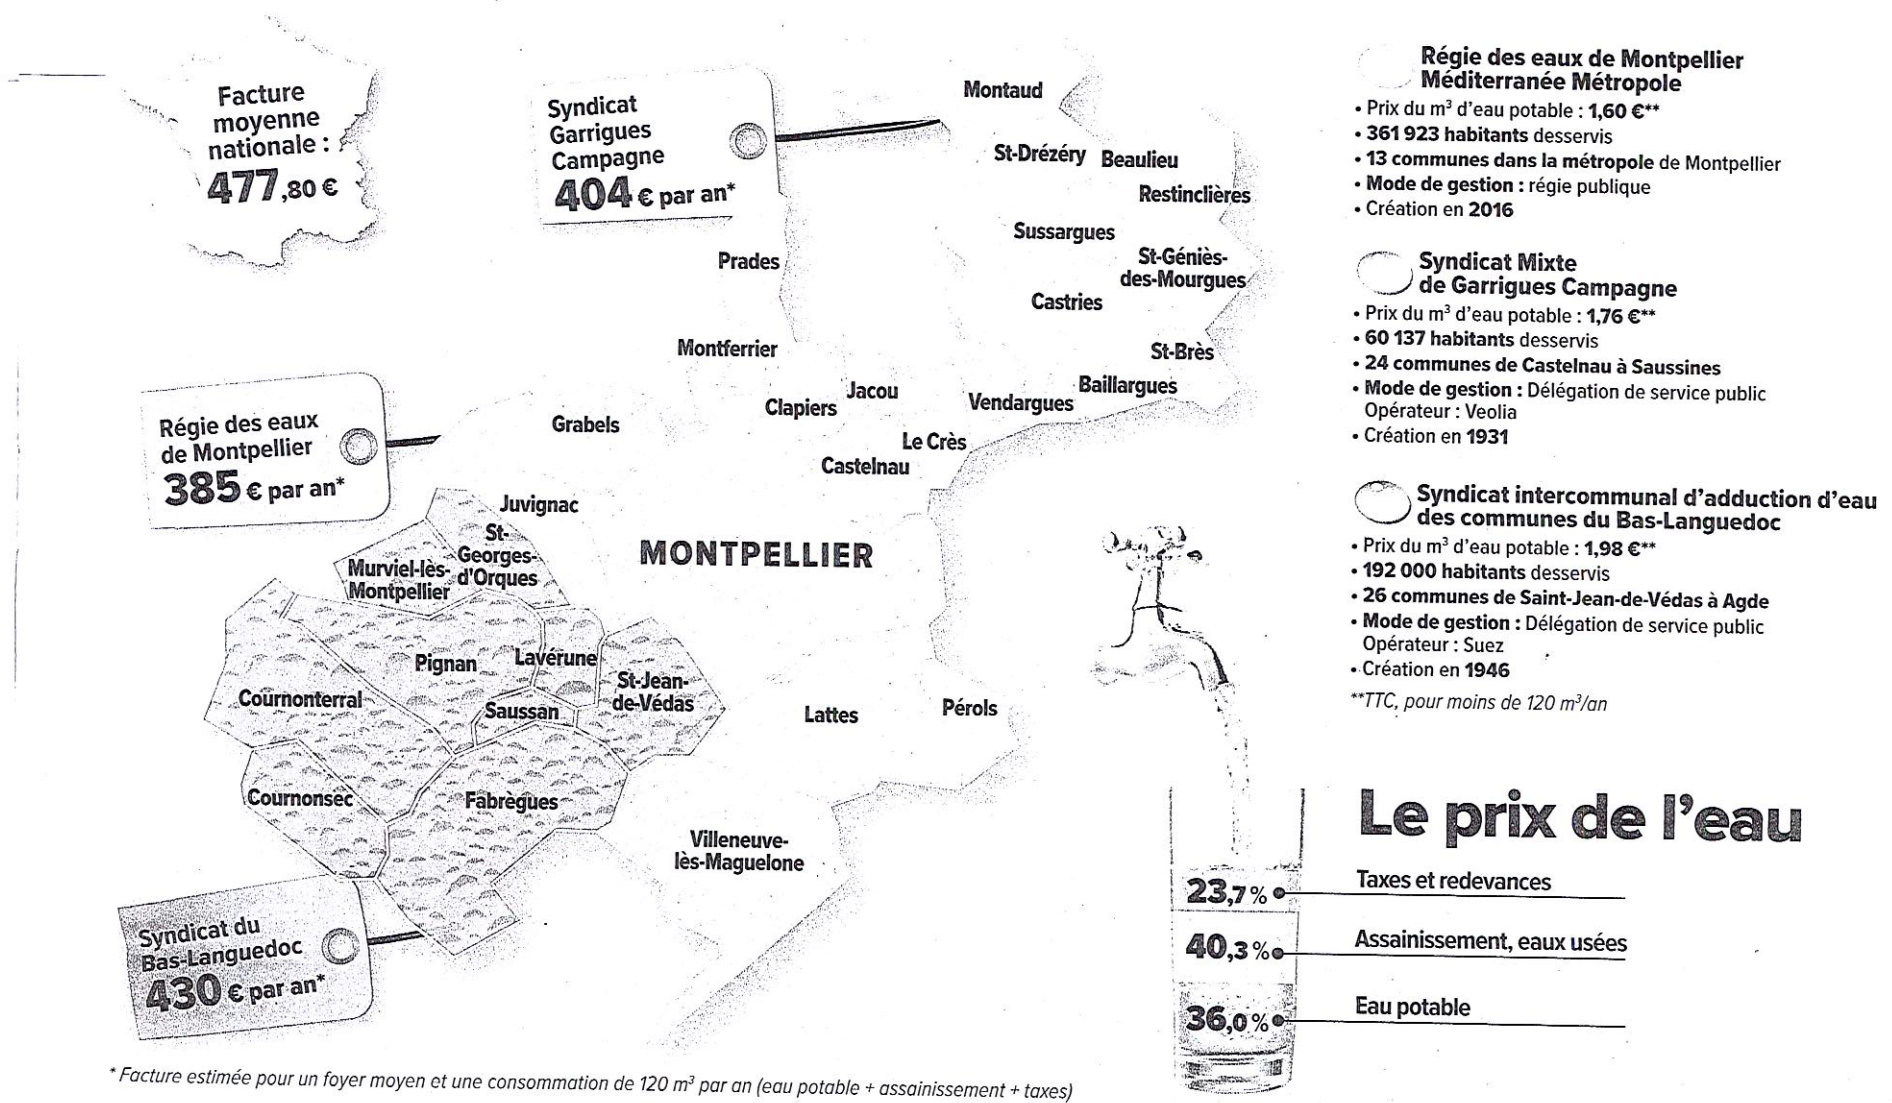 Facture
moyenne
nationale :
477,80 €
Syndicat
Garrigues
Campagne
404 € par an*
Régie des eaux
de Montpellier
385 € par an*
Syndicat du
Bas-Languedoc
430 € par an*
Montaud
St-Drézéry
Beaulieu
Restinclières
Sussargues
St-Géniès-
des-Mourgues
Castries
Prades
St-Brès
Montferrier
Baillargues
Jacou
Clapiers
Vendargues
Grabels
Le Crès
Castelnau
Juvignac
St-
Georges-
d'Orques
MONTPELLIER
Murviel-lès-
Montpellier
Pignan
Lavérune
St-Jean-
de-Védas
Cournonterral
Saussan
Lattes
Pérols
Cournonsec
Fabrègues
Villeneuve-
lès-Maguelone
Régie des eaux de Montpellier
Méditerranée Métropole
• Prix du m³ d'eau potable : 1,60 €**
• 361 923 habitants desservis
• 13 communes dans la métropole de Montpellier
• Mode de gestion : régie publique
• Création en 2016
Syndicat Mixte
de Garrigues Campagne
• Prix du m³ d'eau potable : 1,76 €**
• 60 137 habitants desservis
• 24 communes de Castelnau à Saussines
• Mode de gestion : Délégation de service public
Opérateur : Veolia
• Création en 1931
Syndicat intercommunal d'adduction d'eau
des communes du Bas-Languedoc
• Prix du m³ d'eau potable : 1,98 €**
• 192 000 habitants desservis
• 26 communes de Saint-Jean-de-Védas à Agde
• Mode de gestion : Délégation de service public
Opérateur : Suez
• Création en 1946
**TTC, pour moins de 120 m³/an
Le prix de l'eau
23,7 % Taxes et redevances
40,3 % Assainissement, eaux usées
36,0 % Eau potable
* Facture estimée pour un foyer moyen et une consommation de 120 m³ par an (eau potable + assainissement + taxes)